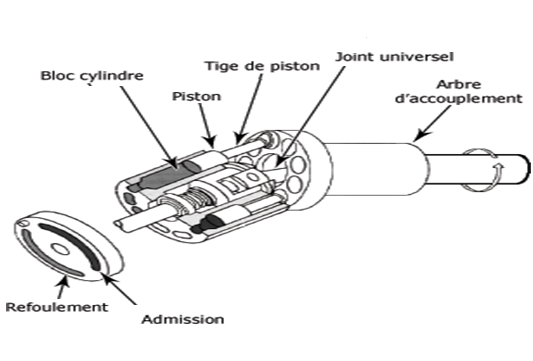 Joint universel
Tige de piston
Bloc cylindre
Piston
Arbre
d'accouplement
Refoulement
Admission